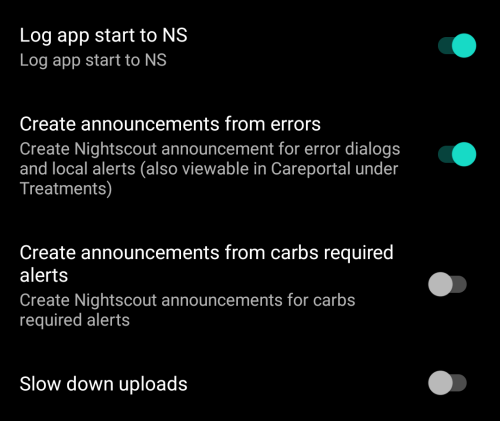 Log app start to NS
Log app start to NS
Create announcements from errors
Create Nightscout announcement for error dialogs
and local alerts (also viewable in Careportal under
Treatments)
Create announcements from carbs required
alerts
Create Nightscout announcements for carbs
required alerts
Slow down uploads